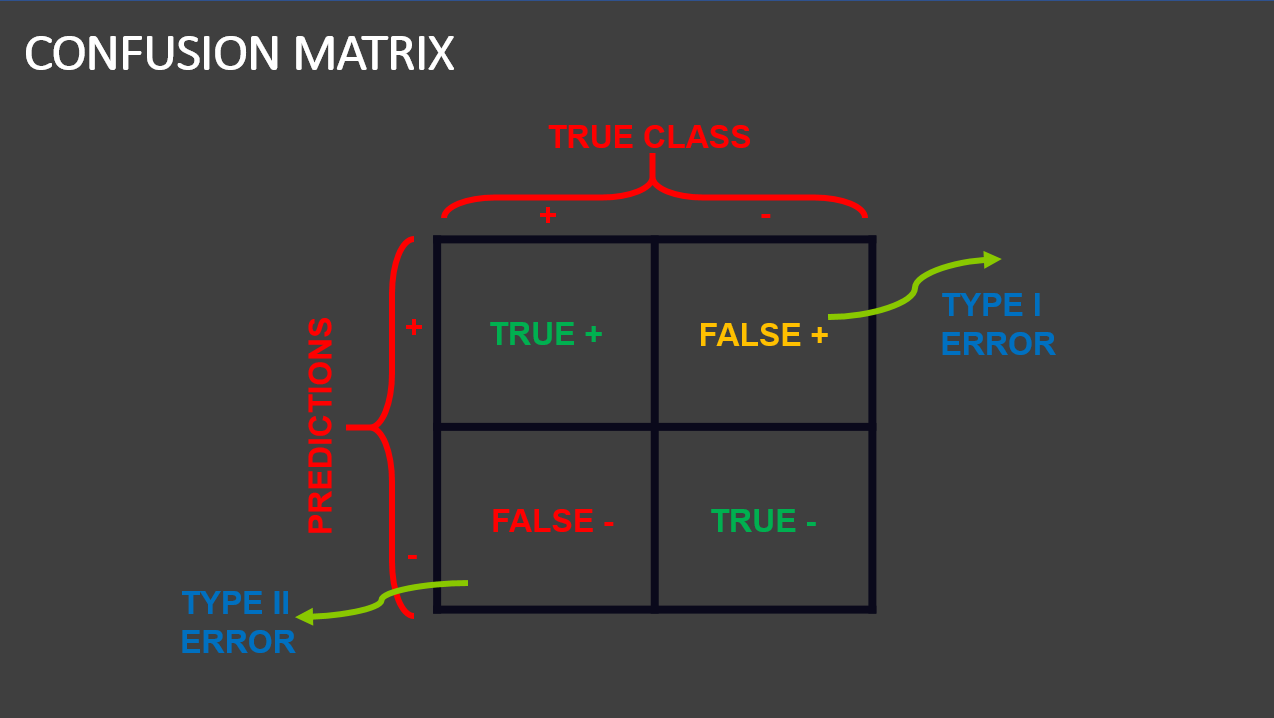 CONFUSION MATRIX
TRUE CLASS
+ -
PREDICTIONS
+
TRUE +
FALSE +
TYPE I
ERROR
-
FALSE -
TRUE -
TYPE II
ERROR